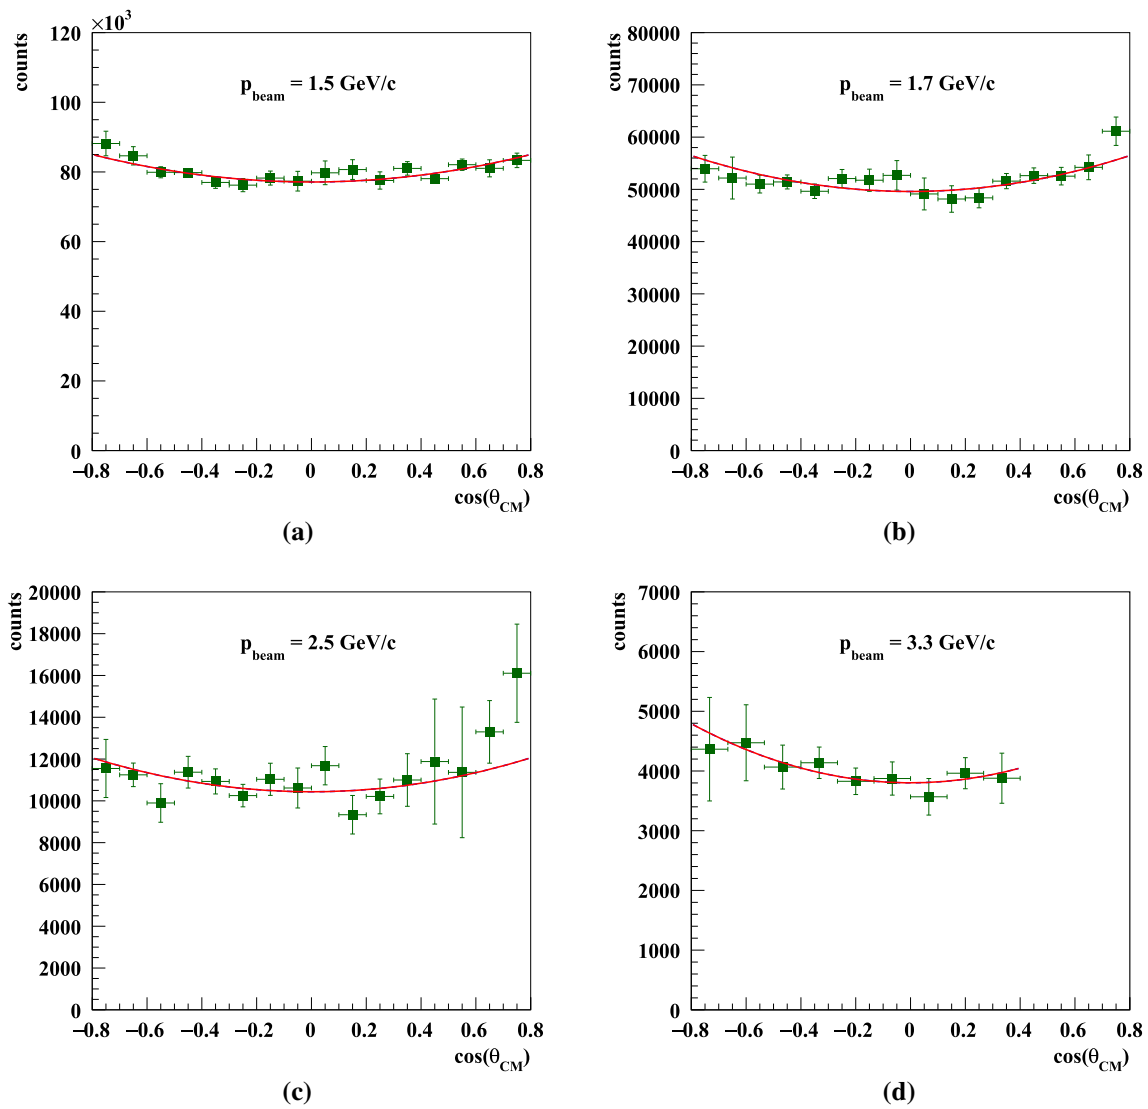 ×10³
counts
120
100
80
60
40
20
0
p_beam = 1.5 GeV/c
−0.8 −0.6 −0.4 −0.2 0 0.2 0.4 0.6 0.8
cos(θ_CM)
(a)
counts
80000
70000
60000
50000
40000
30000
20000
10000
0
p_beam = 1.7 GeV/c
−0.8 −0.6 −0.4 −0.2 0 0.2 0.4 0.6 0.8
cos(θ_CM)
(b)
counts
20000
18000
16000
14000
12000
10000
8000
6000
4000
2000
0
p_beam = 2.5 GeV/c
−0.8 −0.6 −0.4 −0.2 0 0.2 0.4 0.6 0.8
cos(θ_CM)
(c)
counts
7000
6000
5000
4000
3000
2000
1000
0
p_beam = 3.3 GeV/c
−0.8 −0.6 −0.4 −0.2 0 0.2 0.4 0.6 0.8
cos(θ_CM)
(d)